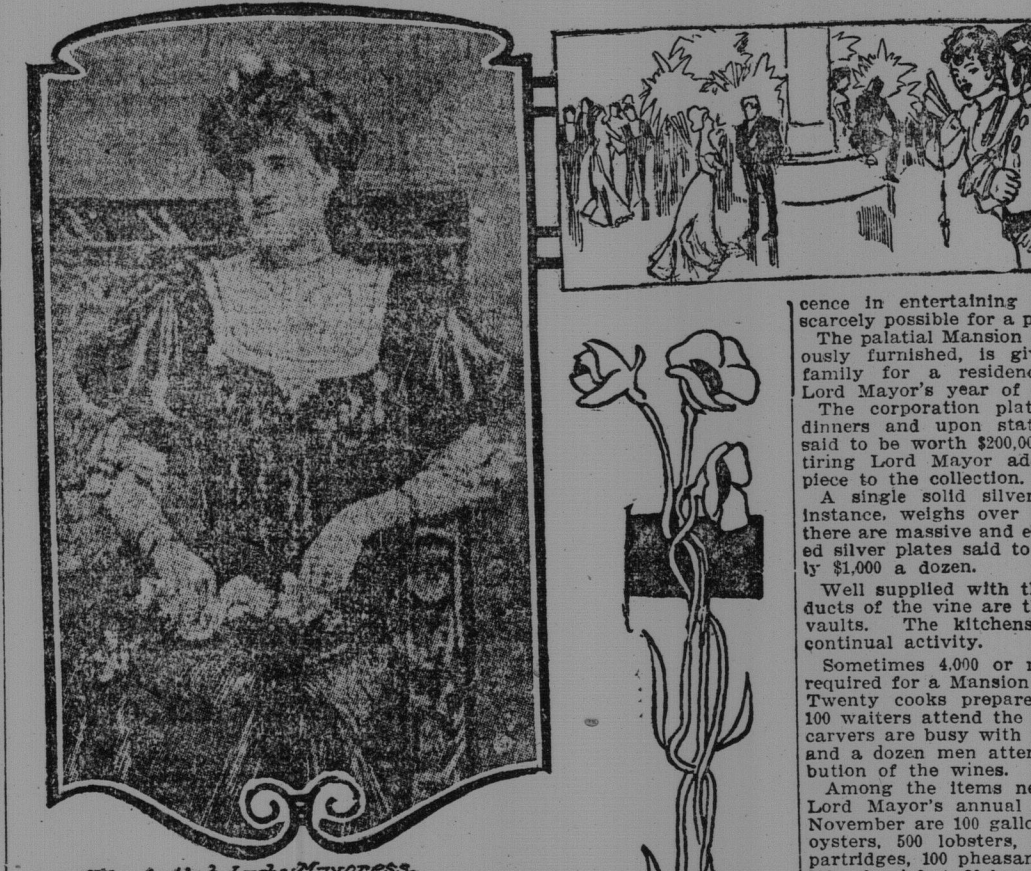 Lady Mayoress.
cence in entertaining
scarcely possible for a p
The palatial Mansion
ously furnished, is gi
family for a residen
Lord Mayor's year of
The corporation plat
dinners and upon stat
said to be worth $200,00
tiring Lord Mayor ad
piece to the collection.
A single solid silver
instance, weighs over
there are massive and e
ed silver plates said to
ly $1,000 a dozen.
Well supplied with t
ducts of the vine are t
vaults. The kitchens
continual activity.
Sometimes 4,000 or
required for a Mansion
Twenty cooks prepare
100 waiters attend the
carvers are busy with
and a dozen men atten
bution of the wines.
Among the items ne
Lord Mayor's annual
November are 100 gallo
oysters, 500 lobsters,
partridges, 100 pheasan